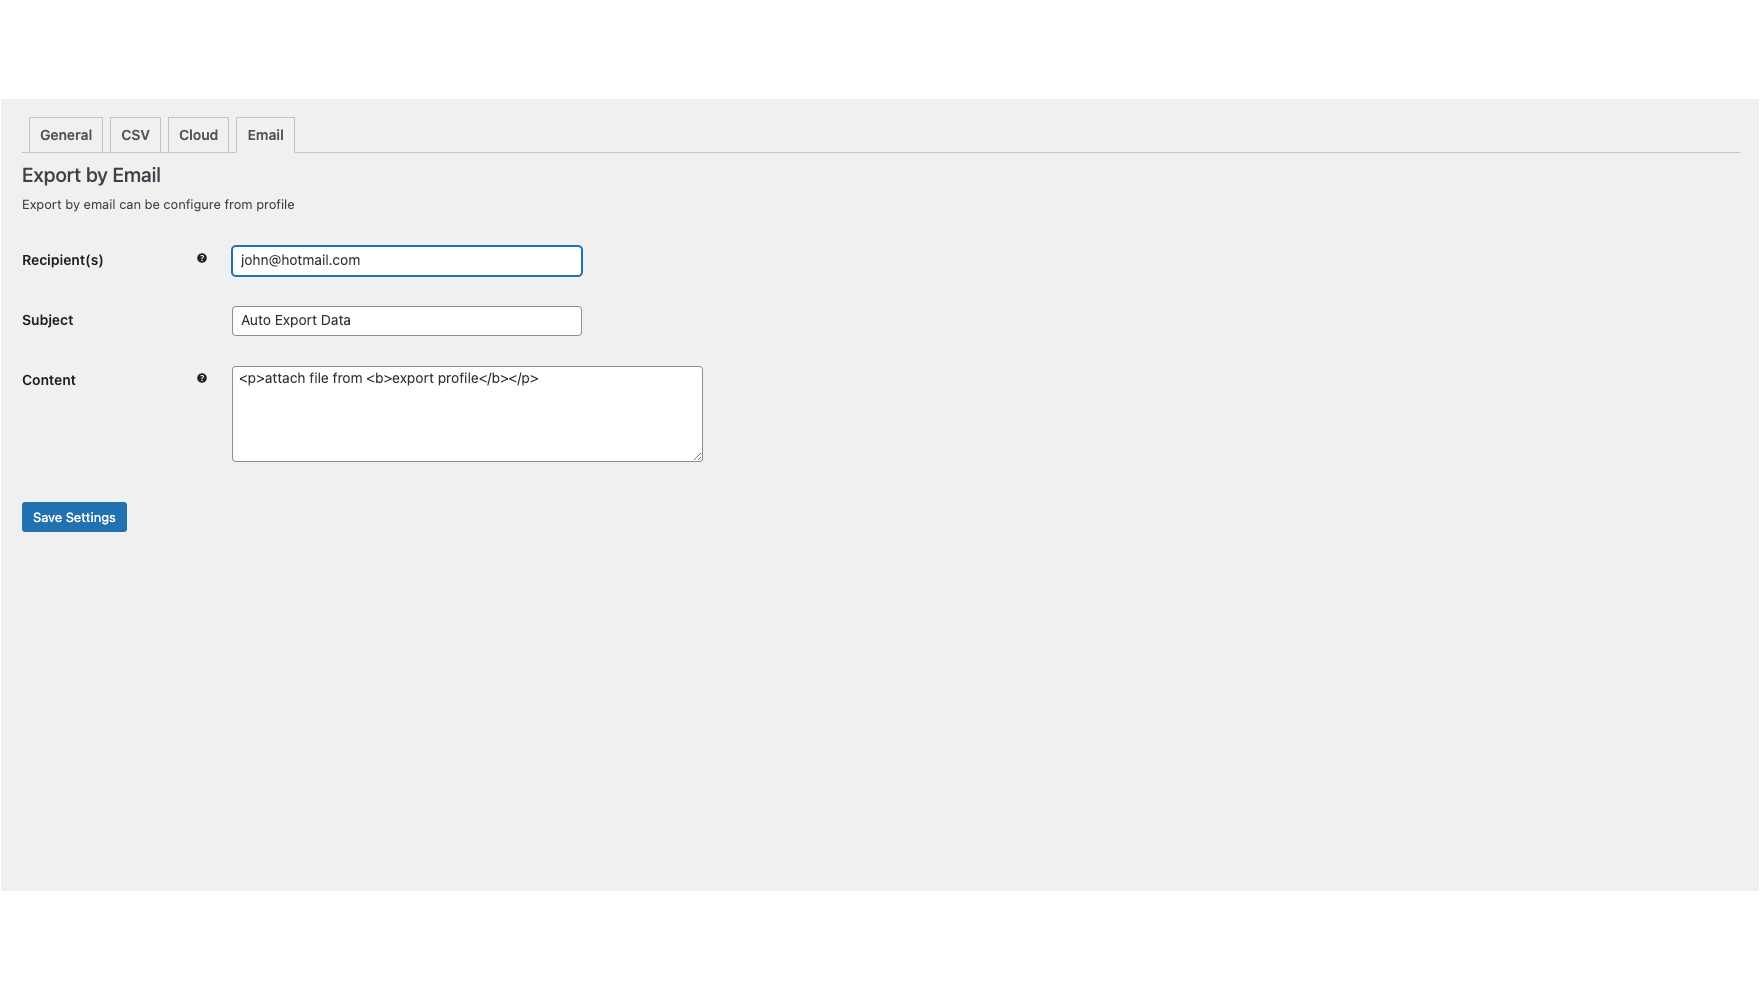 General CSV Cloud Email
Export by Email
Export by email can be configure from profile
Recipient(s) ? john@hotmail.com
Subject Auto Export Data
Content ? <p>attach file from <b>export profile</b></p>
Save Settings